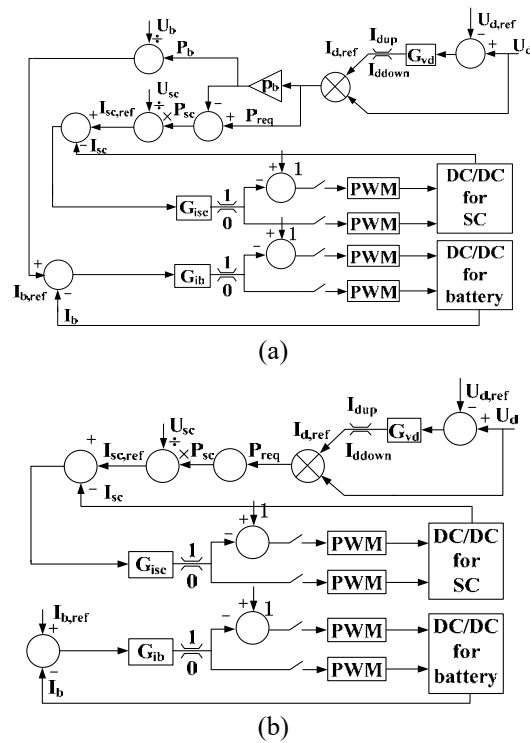 U_b
÷
P_b
U_d,ref
−
+
U_d
I_dup
I_d,ref
G_vd
I_ddown
P_b
U_sc
÷
I_sc,ref
×
P_sc
−
+
P_req
+
−
I_sc
+
1
−
G_isc
1
0
PWM
PWM
DC/DC
for
SC
+
1
−
G_ib
1
0
PWM
PWM
DC/DC
for
battery
+
I_b,ref
−
I_b
(a)
U_d,ref
−
+
U_d
I_dup
I_d,ref
G_vd
I_ddown
U_sc
÷
I_sc,ref
×
P_sc
P_req
+
−
I_sc
+
1
−
G_isc
1
0
PWM
PWM
DC/DC
for
SC
I_b,ref
+
−
I_b
+
1
−
G_ib
1
0
PWM
PWM
DC/DC
for
battery
(b)